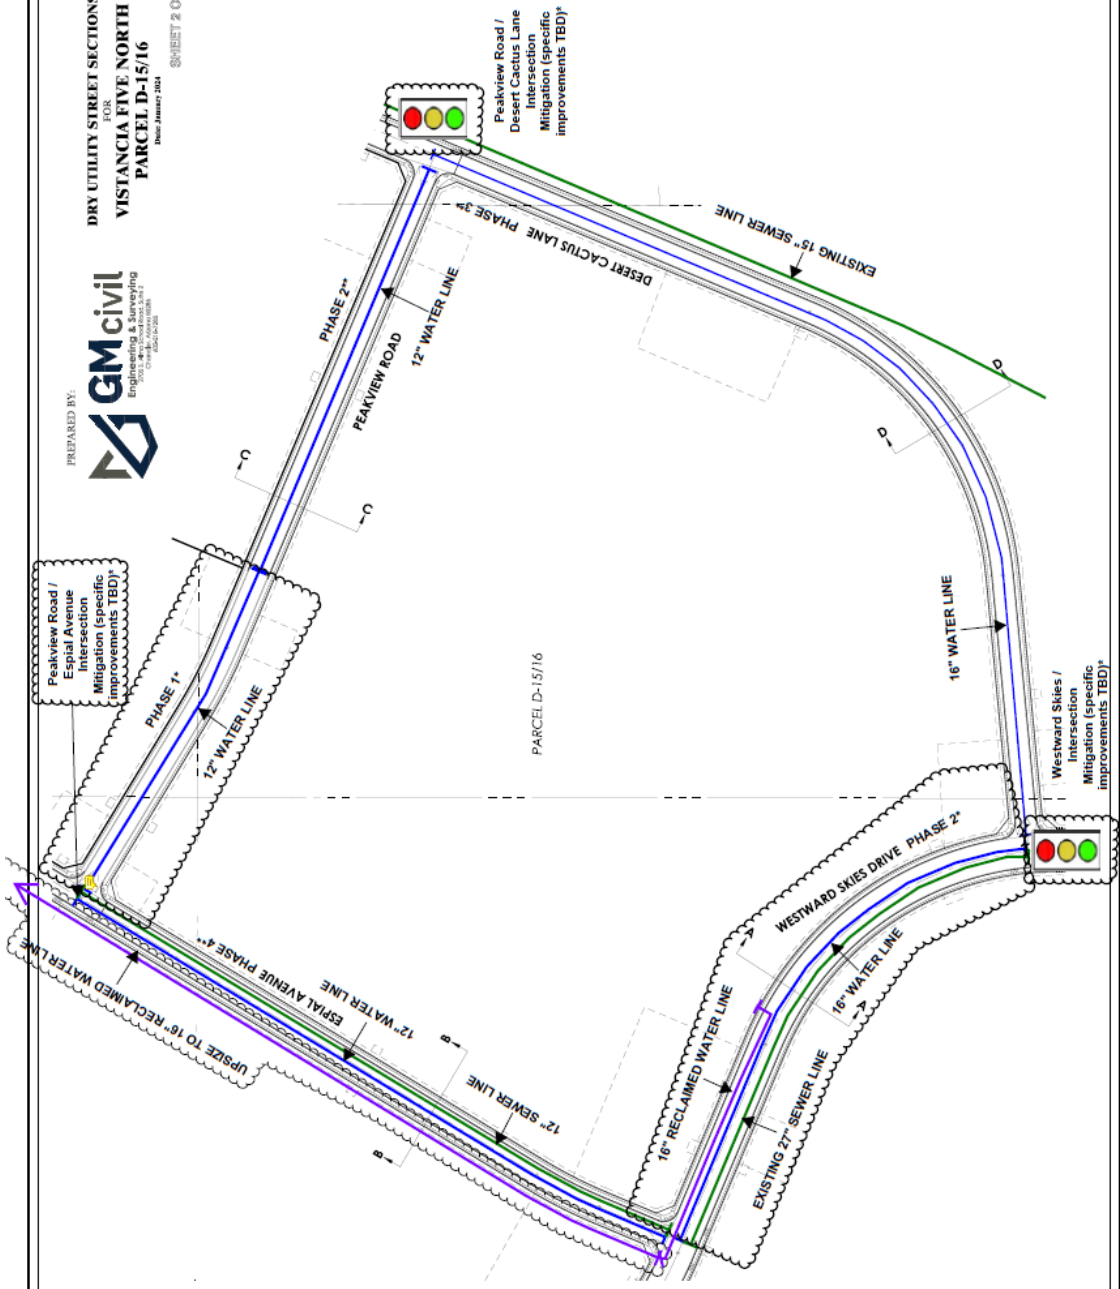 DRY UTILITY STREET SECTIONS
FOR
VISTANCIA FIVE NORTH
PARCEL D-15/16
Date: January 2024
SHEET 2 O
PREPARED BY:
GM civil
Engineering & Surveying
Peakview Road /
Desert Cactus Lane
Intersection
Mitigation (specific
improvements TBD)*
Peakview Road /
Espial Avenue
Intersection
Mitigation (specific
improvements TBD)*
PHASE 2**
12" WATER LINE
PEAKVIEW ROAD
DESERT CACTUS LANE PHASE 3**
EXISTING 15" SEWER LINE
C
C
D
D
PHASE 1*
12" WATER LINE
PARCEL D-15/16
16" WATER LINE
Westward Skies /
Intersection
Mitigation (specific
improvements TBD)*
WESTWARD SKIES DRIVE PHASE 2*
A
A
16" WATER LINE
16" RECLAIMED WATER LINE
EXISTING 27" SEWER LINE
UPSIZE TO 16" RECLAIMED WATER LINE
ESPIAL AVENUE PHASE 4**
12" WATER LINE
B
B
12" SEWER LINE